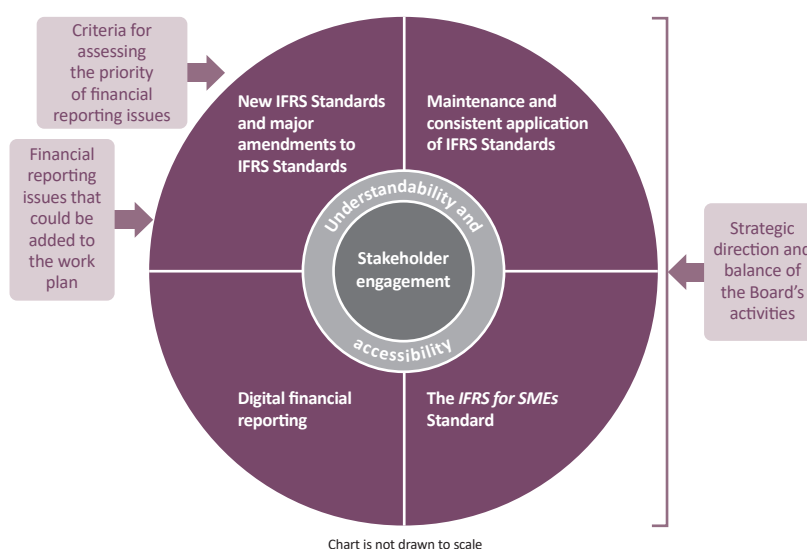 Criteria for
assessing
the priority
of financial
reporting issues
Financial
reporting
issues that
could be
added to
the work
plan
New IFRS Standards
and major
amendments to
IFRS Standards
Maintenance and
consistent application
of IFRS Standards
Understandability and
accessibility
Stakeholder
engagement
Digital financial
reporting
The IFRS for SMEs
Standard
Strategic
direction and
balance of
the Board’s
activities
Chart is not drawn to scale